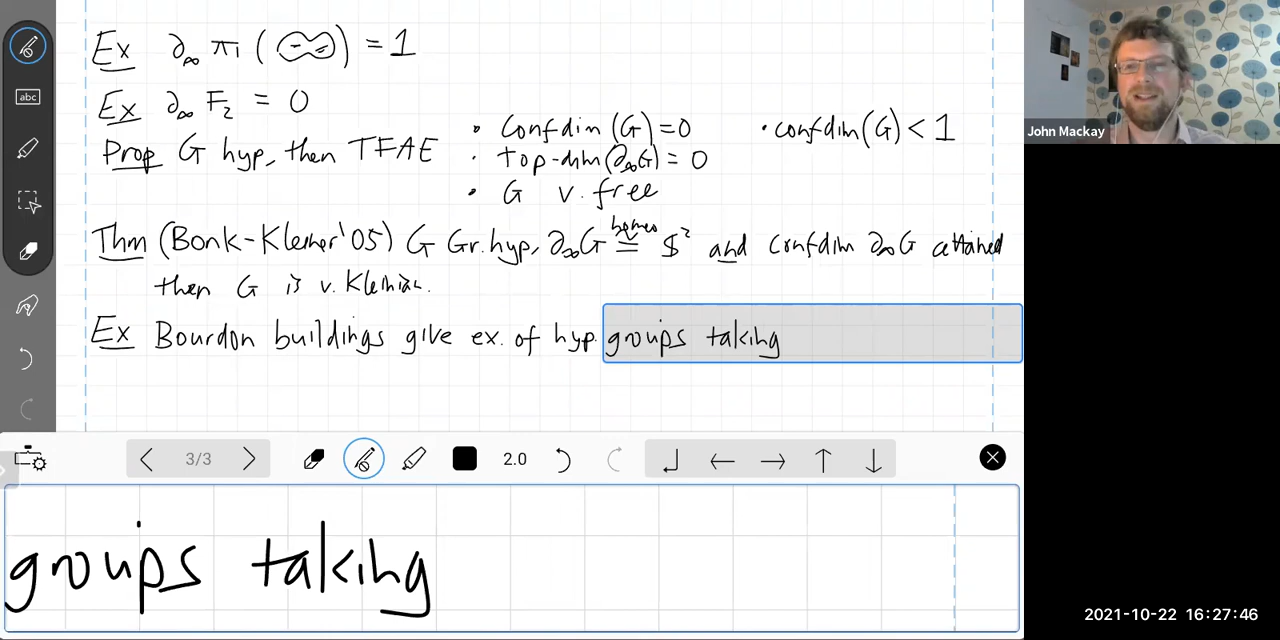 Ex ∂∞ π1 ( ) = 1
Ex ∂∞ F₂ = 0
Prop G hyp, then TFAE
• Confdim (G) = 0
• confdim(G) < 1
• top-dim(∂∞G) = 0
• G v. free
Thm (Bonk-Kleiner '05) G Gr. hyp, ∂∞G ≅ S² and confdim ∂∞G attained
homeo
then G is v. Kleinian.
Ex Bourdon buildings give ex. of hyp. groups taking
John Mackay
abc
3/3
2.0
groups taking
2021-10-22 16:27:46